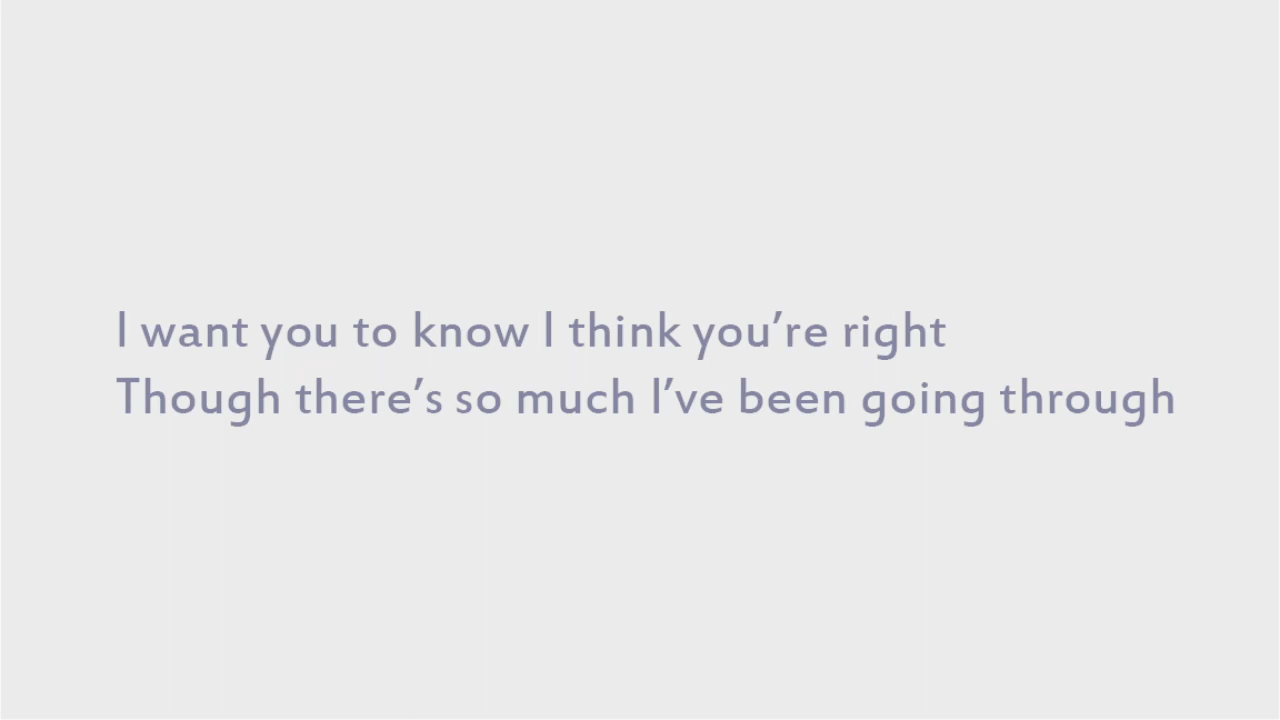 I want you to know I think you’re right
Though there’s so much I’ve been going through